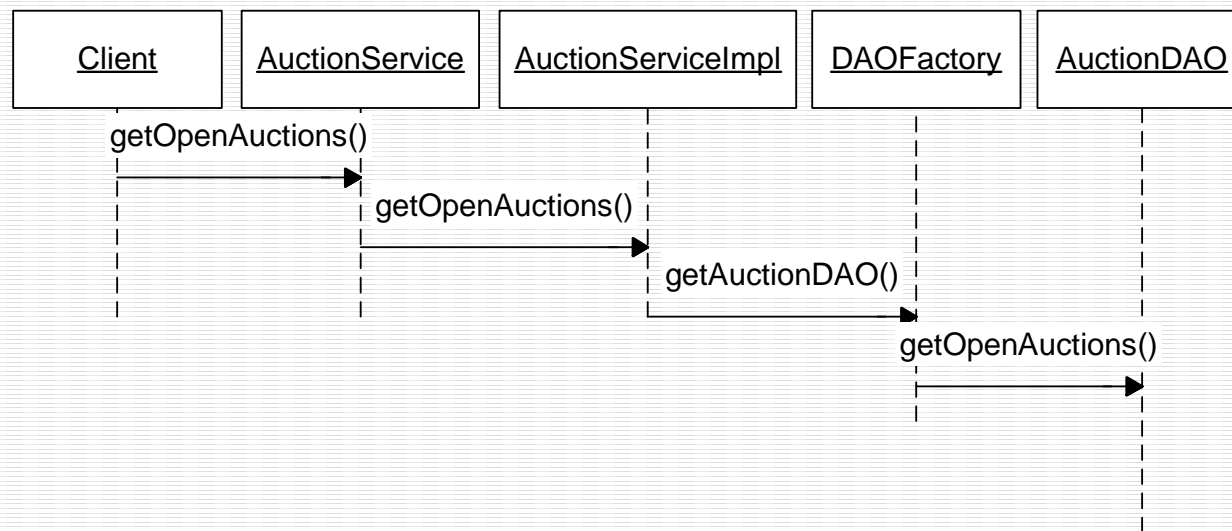 Client
AuctionService
AuctionServiceImpl
DAOFactory
AuctionDAO
getOpenAuctions()
getOpenAuctions()
getAuctionDAO()
getOpenAuctions()